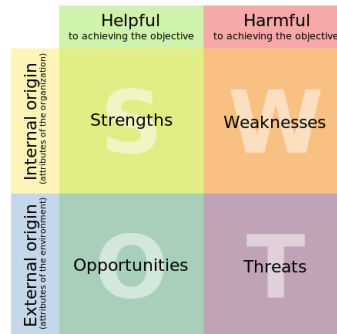 Helpful
to achieving the objective
Harmful
to achieving the objective
Internal origin
(attributes of the organization)
S
Strengths
W
Weaknesses
External origin
(attributes of the environment)
O
Opportunities
T
Threats